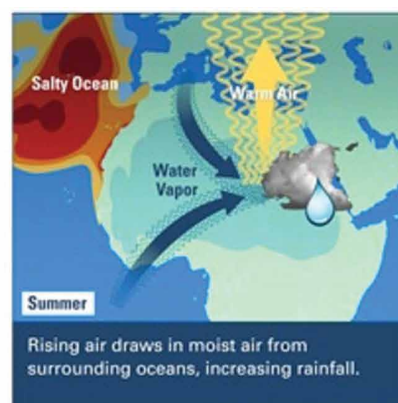 Salty Ocean
Warm Air
Water
Vapor
Summer
Rising air draws in moist air from
surrounding oceans, increasing rainfall.